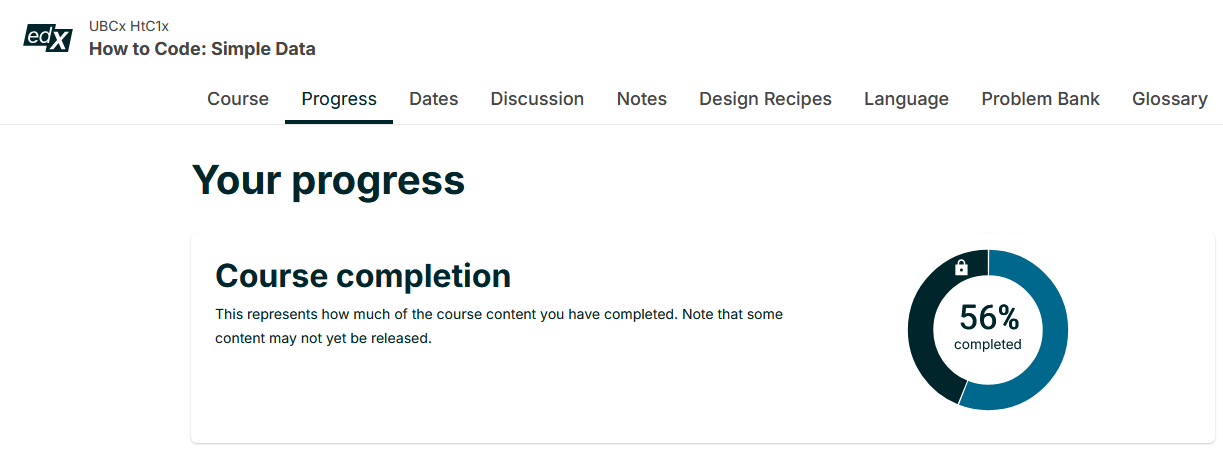 edX
UBCx HtC1x
How to Code: Simple Data
Course Progress Dates Discussion Notes Design Recipes Language Problem Bank Glossary
Your progress
Course completion
This represents how much of the course content you have completed. Note that some
content may not yet be released.
56%
completed